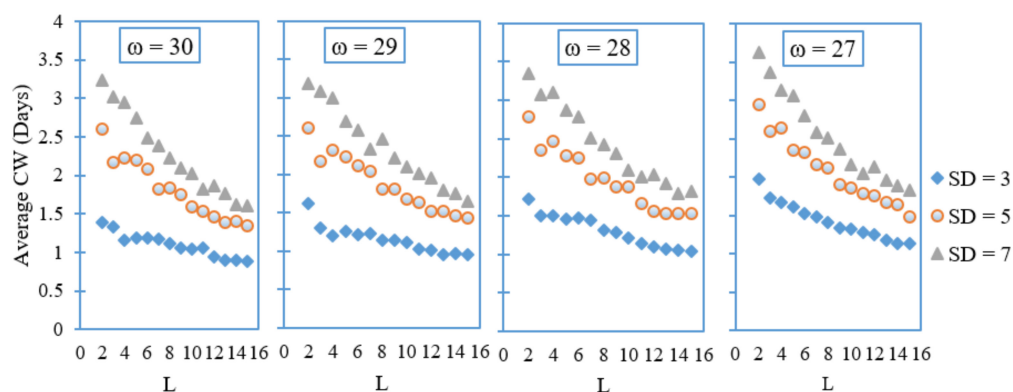 ω = 30
ω = 29
ω = 28
ω = 27
Average CW (Days)
4
3.5
3
2.5
2
1.5
1
0.5
0
0 2 4 6 8 10 12 14 16
0 2 4 6 8 10 12 14 16
0 2 4 6 8 10 12 14 16
0 2 4 6 8 10 12 14 16
L
L
L
L
SD = 3
SD = 5
SD = 7